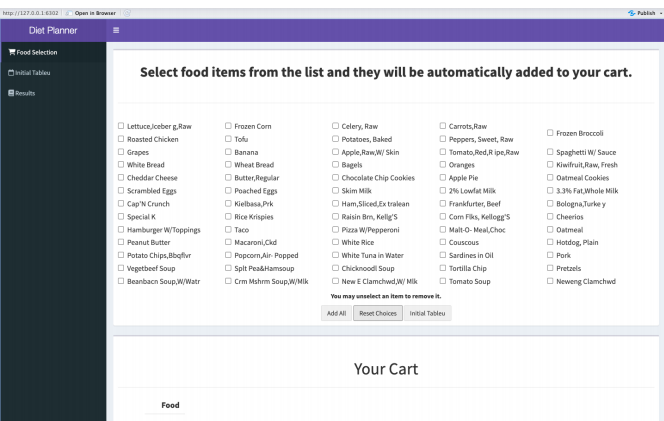 http://127.0.0.1:6302 Open in Browser Publish
Diet Planner
Food Selection
Initial Tableu
Results
Select food items from the list and they will be automatically added to your cart.
Lettuce,Iceber g,Raw Frozen Corn Celery, Raw Carrots,Raw Frozen Broccoli
Roasted Chicken Tofu Potatoes, Baked Peppers, Sweet, Raw
Grapes Banana Apple,Raw,W/ Skin Tomato,Red,R ipe,Raw Spaghetti W/ Sauce
White Bread Wheat Bread Bagels Oranges Kiwifruit,Raw, Fresh
Cheddar Cheese Butter,Regular Chocolate Chip Cookies Apple Pie Oatmeal Cookies
Scrambled Eggs Poached Eggs Skim Milk 2% Lowfat Milk 3.3% Fat,Whole Milk
Cap'N Crunch Kielbasa,Prk Ham,Sliced,Ex tralean Frankfurter, Beef Bologna,Turke y
Special K Rice Krispies Raisin Brn, Kellg'S Corn Flks, Kellogg'S Cheerios
Hamburger W/Toppings Taco Pizza W/Pepperoni Malt-O- Meal,Choc Oatmeal
Peanut Butter Macaroni,Ckd White Rice Couscous Hotdog, Plain
Potato Chips,Bbqflvr Popcorn,Air- Popped White Tuna in Water Sardines in Oil Pork
Vegetbeef Soup Splt Pea&Hamsoup Chicknoodl Soup Tortilla Chip Pretzels
Beanbacn Soup,W/Watr Crm Mshrm Soup,W/Mlk New E Clamchwd,W/ Mlk Tomato Soup Neweng Clamchwd
You may unselect an item to remove it.
Add All Reset Choices Initial Tableu
Your Cart
Food